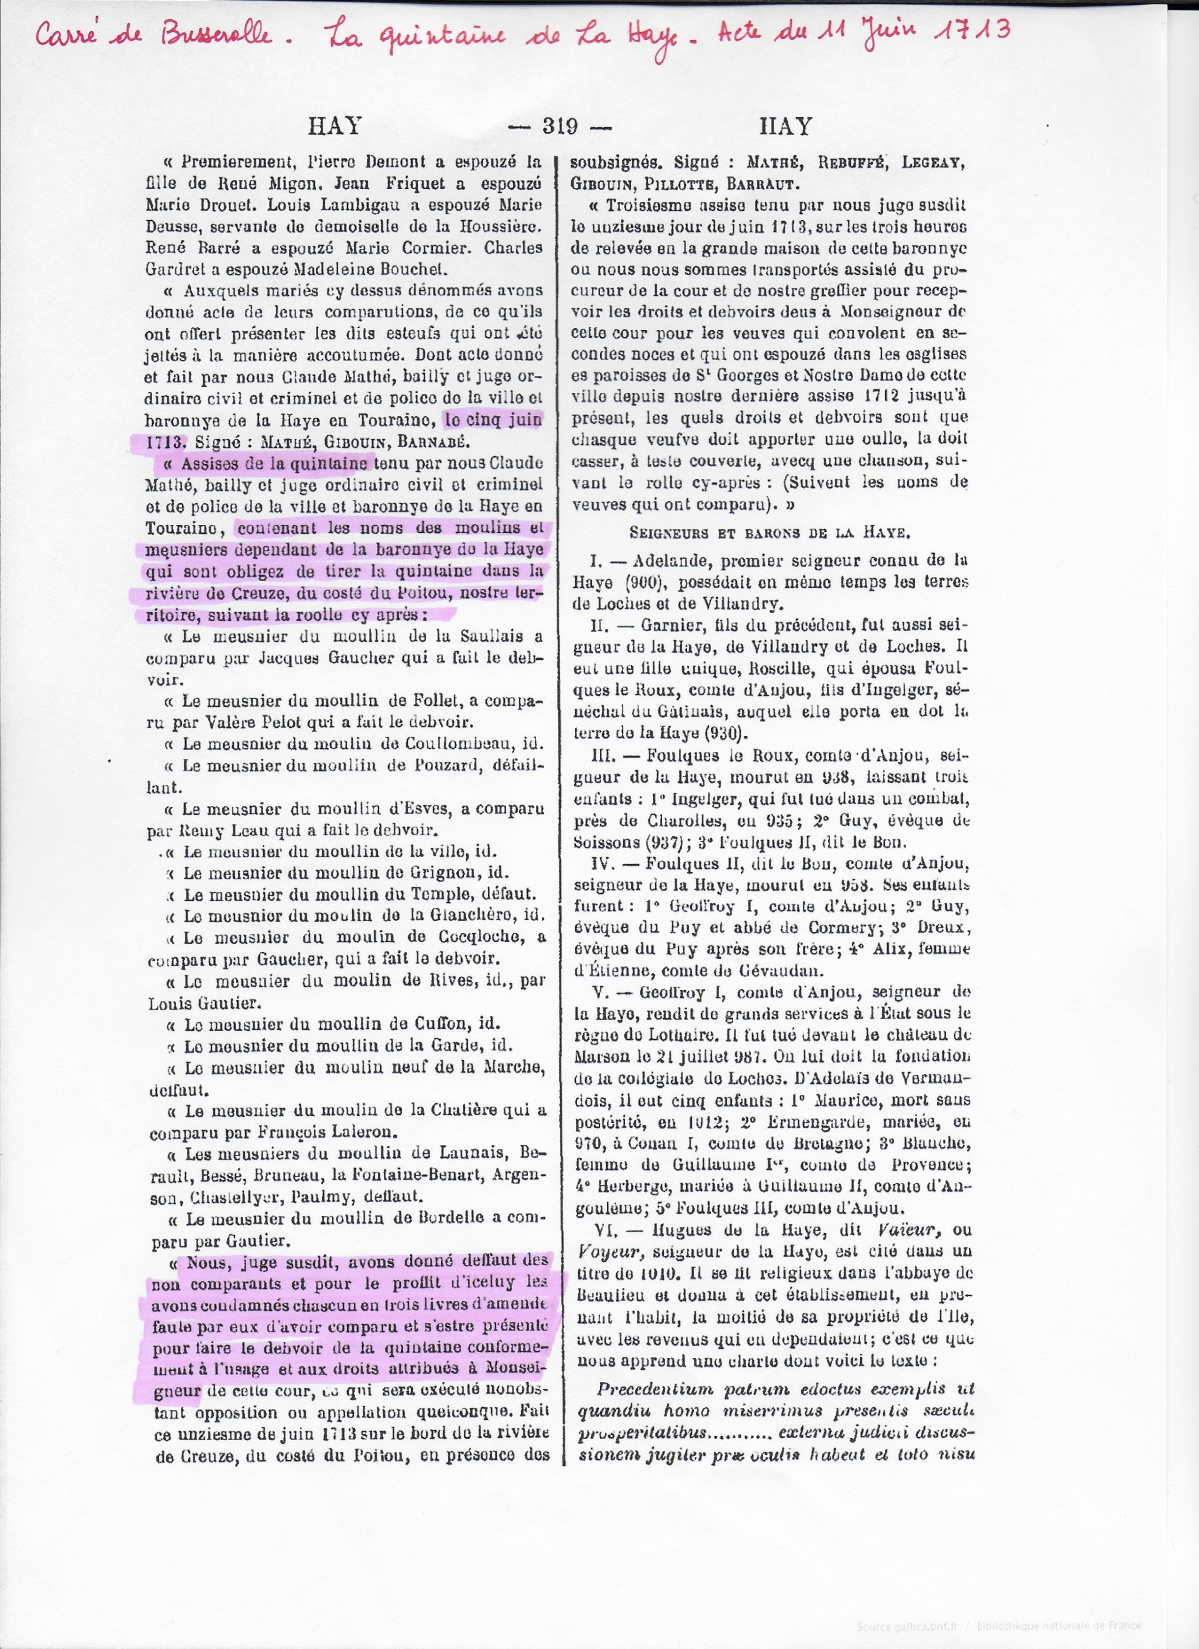 Carré de Busserolle. La quintaine de La Haye. Acte du 11 Juin 1713
HAY — 319 — HAY
« Premierement, Pierre Demont a espouzé la
fille de René Migon. Jean Friquet a espouzé
Marie Drouet. Louis Lambigau a espouzé Marie
Deusse, servante de demoiselle de la Houssière.
René Barré a espouzé Marie Cormier. Charles
Gardret a espouzé Madeleine Bouchet.
« Auxquels mariés cy dessus dénommés avons
donné acte de leurs comparutions, de ce qu'ils
ont offert présenter les dits esteufs qui ont été
jettés à la manière accoutumée. Dont acte donné
et fait par nous Claude Mathé, bailly et juge or-
dinaire civil et criminel et de police de la ville et
baronnye de la Haye en Touraine, le cinq juin
1713. Signé : MATHÉ, GIBOUIN, BARNABÉ.
« Assises de la quintaine tenu par nous Claude
Mathé, bailly et juge ordinaire civil et criminel
et de police de la ville et baronnye de la Haye en
Touraine, contenant les noms des moulins et
meusniers dependant de la baronnye de la Haye
qui sont obligez de tirer la quintaine dans la
rivière de Creuze, du costé du Poitou, nostre ter-
ritoire, suivant la roolle cy après :
« Le meusnier du moullin de la Saullais a
comparu par Jacques Gaucher qui a fait le deb-
voir.
« Le meusnier du moullin de Follet, a compa-
ru par Valère Pelot qui a fait le debvoir.
« Le meusnier du moulin de Coullombeau, id.
« Le meusnier du moullin de Pouzard, défail-
lant.
« Le meusnier du moullin d'Esves, a comparu
par Remy Leau qui a fait le debvoir.
« Le meusnier du moullin de la ville, id.
« Le meusnier du moullin de Grignon, id.
« Le meusnier du moullin du Temple, défaut.
« Le meusnier du moulin de la Glanchère, id.
« Le meusnier du moulin de Cocqloche, a
comparu par Gaucher, qui a fait le debvoir.
« Le meusnier du moulin de Rives, id., par
Louis Gautier.
« Le meusnier du moulin de Cuffon, id.
« Le meusnier du moullin de la Garde, id.
« Le meusnier du moulin neuf de la Marche,
deffaut.
« Le meusnier du moulin de la Chatière qui a
comparu par François Laleron.
« Les meusniers du moullin de Launais, Be-
rault, Bessé, Bruneau, la Fontaine-Benart, Argen-
son, Chastellyer, Paulmy, deffaut.
« Le meusnier du moullin de Bordelle a com-
paru par Gautier.
« Nous, juge susdit, avons donné deffaut des
non comparants et pour le proffit d'iceluy les
avons condamnés chascun en trois livres d'amende
faute par eux d'avoir comparu et s'estre présenté
pour faire le debvoir de la quintaine conforme-
ment à l'usage et aux droits attribués à Monsei-
gneur de cette cour, ce qui sera exécuté nonobs-
tant opposition ou appellation quelconque. Fait
ce unziesme de juin 1713 sur le bord de la rivière
de Creuze, du costé du Poitou, en présence des
soubsignés. Signé : MATHÉ, REBUFFÉ, LEGEAY,
GIBOUIN, PILLOTTE, BARRAUT.
« Troisiesme assise tenu par nous juge susdit
le unziesme jour de juin 1713, sur les trois heures
de relevée en la grande maison de cette baronnye
ou nous nous sommes transportés assisté du pro-
cureur de la cour et de nostre greffier pour recep-
voir les droits et debvoirs deus à Monseigneur de
cette cour pour les veuves qui convolent en se-
condes noces et qui ont espouzé dans les esglises
es paroisses de St Georges et Nostre Dame de cette
ville depuis nostre dernière assise 1712 jusqu'à
présent, les quels droits et debvoirs sont que
chasque veufve doit apporter une oulle, la doit
casser, à teste couverte, avecq une chanson, sui-
vant le rolle cy-après : (Suivent les noms de
veuves qui ont comparu). »
SEIGNEURS ET BARONS DE LA HAYE.
I. — Adelande, premier seigneur connu de la
Haye (900), possédait en même temps les terres
de Loches et de Villandry.
II. — Garnier, fils du précédent, fut aussi sei-
gneur de la Haye, de Villandry et de Loches. Il
eut une fille unique, Roscille, qui épousa Foul-
ques le Roux, comte d'Anjou, fils d'Ingelger, sé-
néchal du Gâtinais, auquel elle porta en dot la
terre de la Haye (930).
III. — Foulques le Roux, comte d'Anjou, sei-
gneur de la Haye, mourut en 938, laissant trois
enfants : 1° Ingelger, qui fut tué dans un combat,
près de Charolles, en 935; 2° Guy, évêque de
Soissons (937); 3° Foulques II, dit le Bon.
IV. — Foulques II, dit le Bon, comte d'Anjou,
seigneur de la Haye, mourut en 958. Ses enfants
furent : 1° Geoffroy I, comte d'Anjou; 2° Guy,
évêque du Puy et abbé de Cormery; 3° Dreux,
évêque du Puy après son frère; 4° Alix, femme
d'Étienne, comte de Gévaudan.
V. — Geoffroy I, comte d'Anjou, seigneur de
la Haye, rendit de grands services à l'État sous le
règne de Lothaire. Il fut tué devant le château de
Marson le 21 juillet 987. On lui doit la fondation
de la collégiale de Loches. D'Adelaïs de Verman-
dois, il eut cinq enfants : 1° Maurice, mort sans
postérité, en 1012; 2° Ermengarde, mariée, en
970, à Conan I, comte de Bretagne; 3° Blanche,
femme de Guillaume Ier, comte de Provence;
4° Herberge, mariée à Guillaume II, comte d'An-
goulême; 5° Foulques III, comte d'Anjou.
VI. — Hugues de la Haye, dit Vaïeur, ou
Voyeur, seigneur de la Haye, est cité dans un
titre de 1010. Il se fit religieux dans l'abbaye de
Beaulieu et donna à cet établissement, en pre-
nant l'habit, la moitié de sa propriété de l'Ile,
avec les revenus qui en dépendaient; c'est ce que
nous apprend une charte dont voici le texte :
Precedentium patrum edoctus exemplis ut
quandiu homo miserrimus presentis sæculi
prosperitalibus........... externa judicii discus-
sionem jugiter præ oculis habeat et toto nisu
Source gallica.bnf.fr / Bibliothèque nationale de France